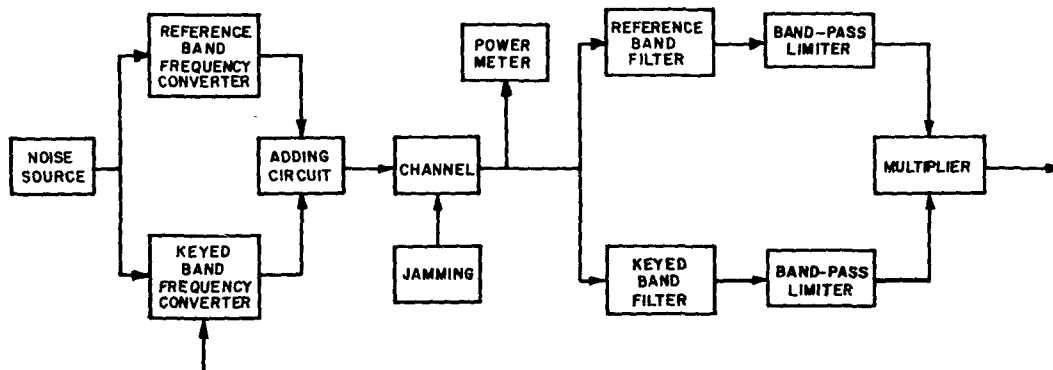 REFERENCE
BAND
FREQUENCY
CONVERTER
POWER
METER
REFERENCE
BAND
FILTER
BAND-PASS
LIMITER
NOISE
SOURCE
ADDING
CIRCUIT
CHANNEL
MULTIPLIER
KEYED
BAND
FREQUENCY
CONVERTER
JAMMING
KEYED
BAND
FILTER
BAND-PASS
LIMITER